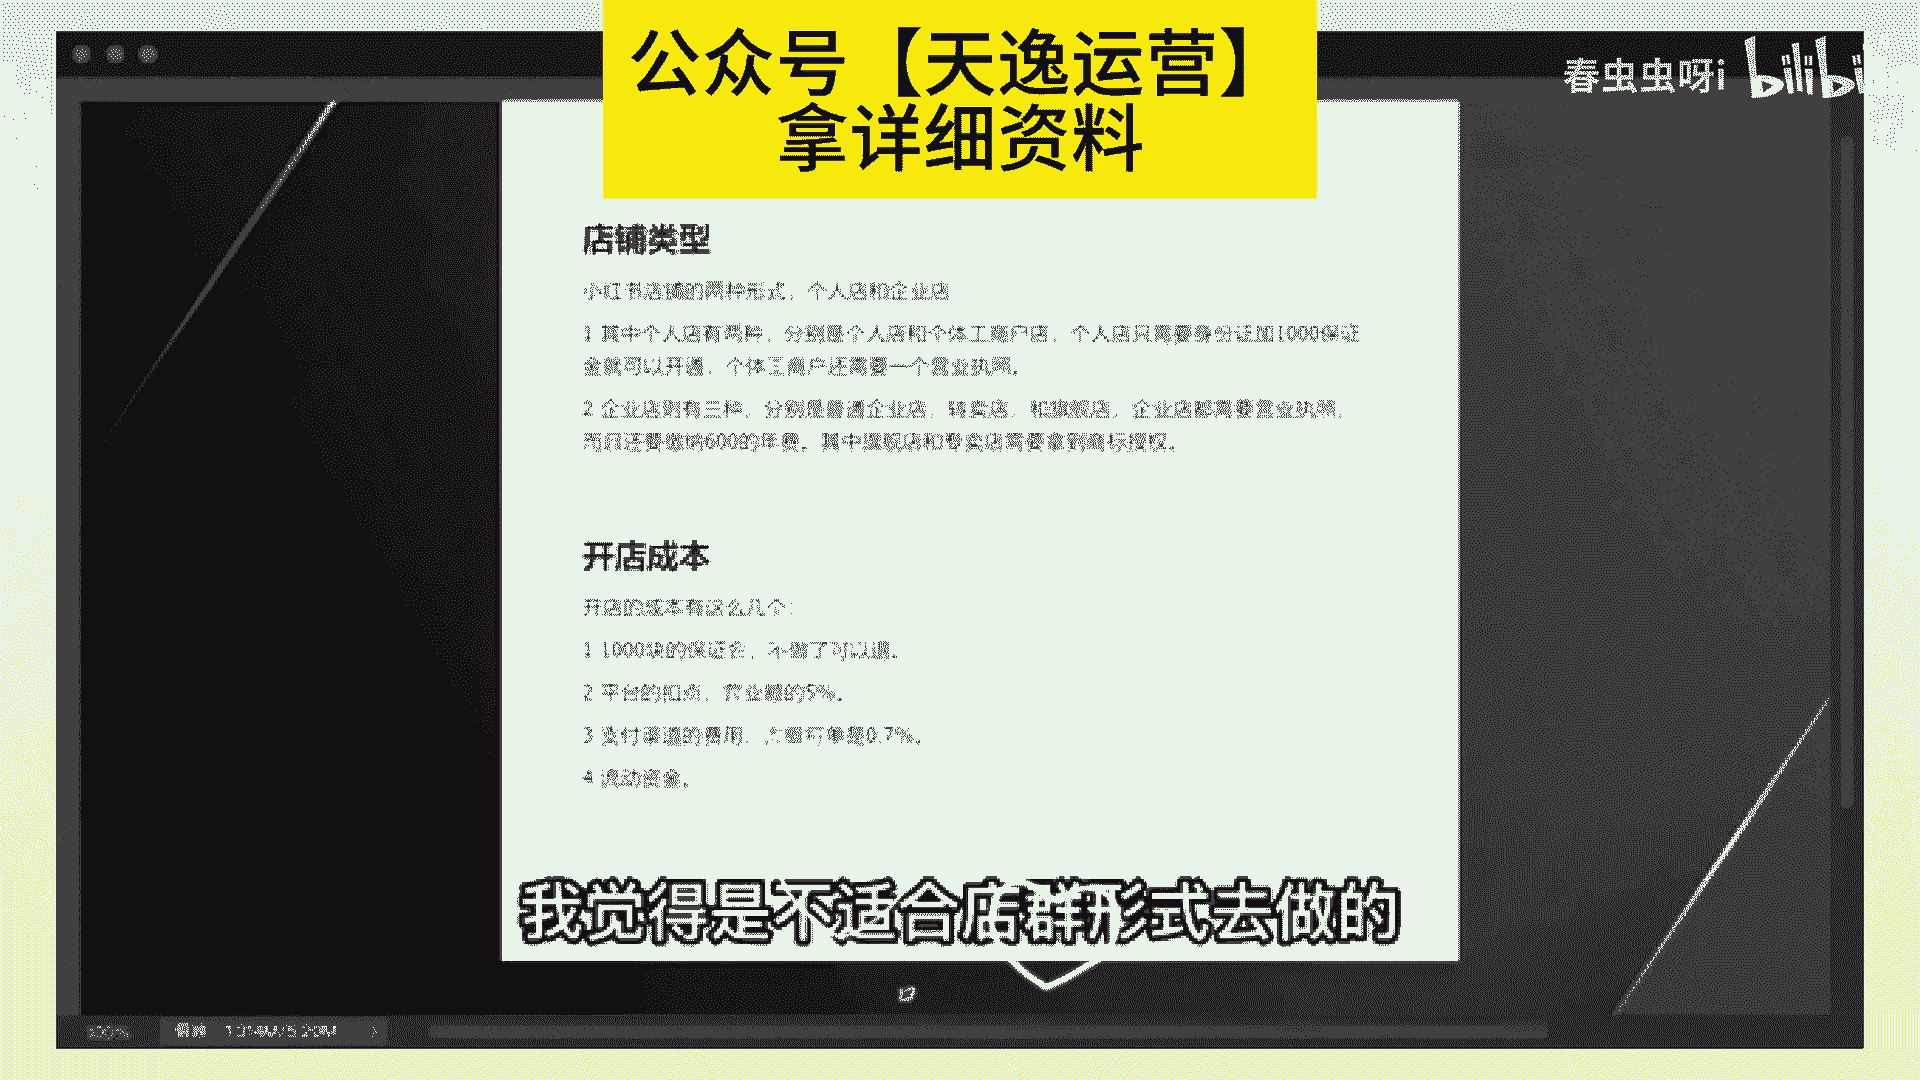 公众号【天逸运营】
拿详细资料
春虫虫呀i bilibi
店铺类型
小红书店铺的两种形式，个人店和企业店
1 其中个人店有两种，分别是个人店和个体工商户店，个人店只需要身份证加1000保证
金就可以开通，个体工商户还需要一个营业执照。
2 企业店则有三种，分别是普通企业店，专卖店，和旗舰店，企业店都需要营业执照，
而且还要缴纳600的年费，其中旗舰店和专卖店需要拿到商标授权。
开店成本
开店的成本有这么几个：
1 1000块的保证金，不做了可以退。
2 平台的扣点，营业额的5%。
3 支付渠道的费用，大概每单是0.7%。
4 流动资金。
我觉得是不适合店群形式去做的
100%